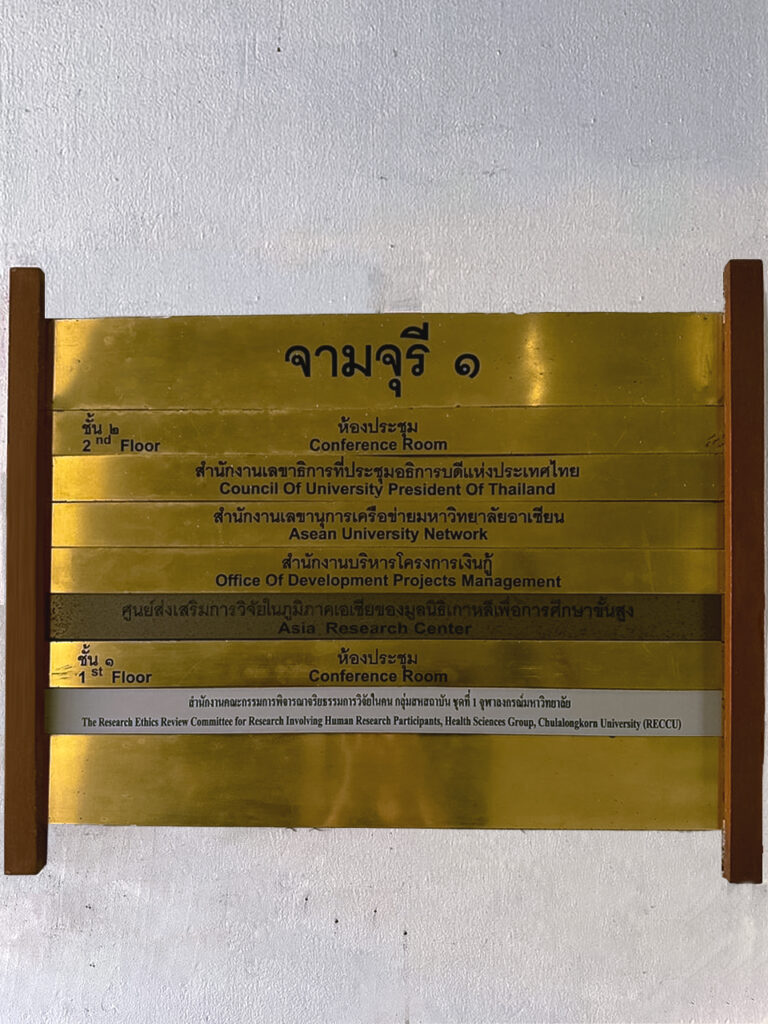 จามจุรี ๑
ชั้น ๒ ห้องประชุม
2nd Floor Conference Room
สำนักงานเลขาธิการที่ประชุมอธิการบดีแห่งประเทศไทย
Council Of University President Of Thailand
สำนักงานเลขานุการเครือข่ายมหาวิทยาลัยอาเซียน
Asean University Network
สำนักงานบริหารโครงการเงินกู้
Office Of Development Projects Management
ศูนย์ส่งเสริมการวิจัยในภูมิภาคเอเชียของมูลนิธิเกาหลีเพื่อการศึกษาขั้นสูง
Asia Research Center
ชั้น ๑ ห้องประชุม
1st Floor Conference Room
สำนักงานคณะกรรมการพิจารณาจริยธรรมการวิจัยในคน กลุ่มสหสถาบัน ชุดที่ 1 จุฬาลงกรณ์มหาวิทยาลัย
The Research Ethics Review Committee for Research Involving Human Research Participants, Health Sciences Group, Chulalongkorn University (RECCU)